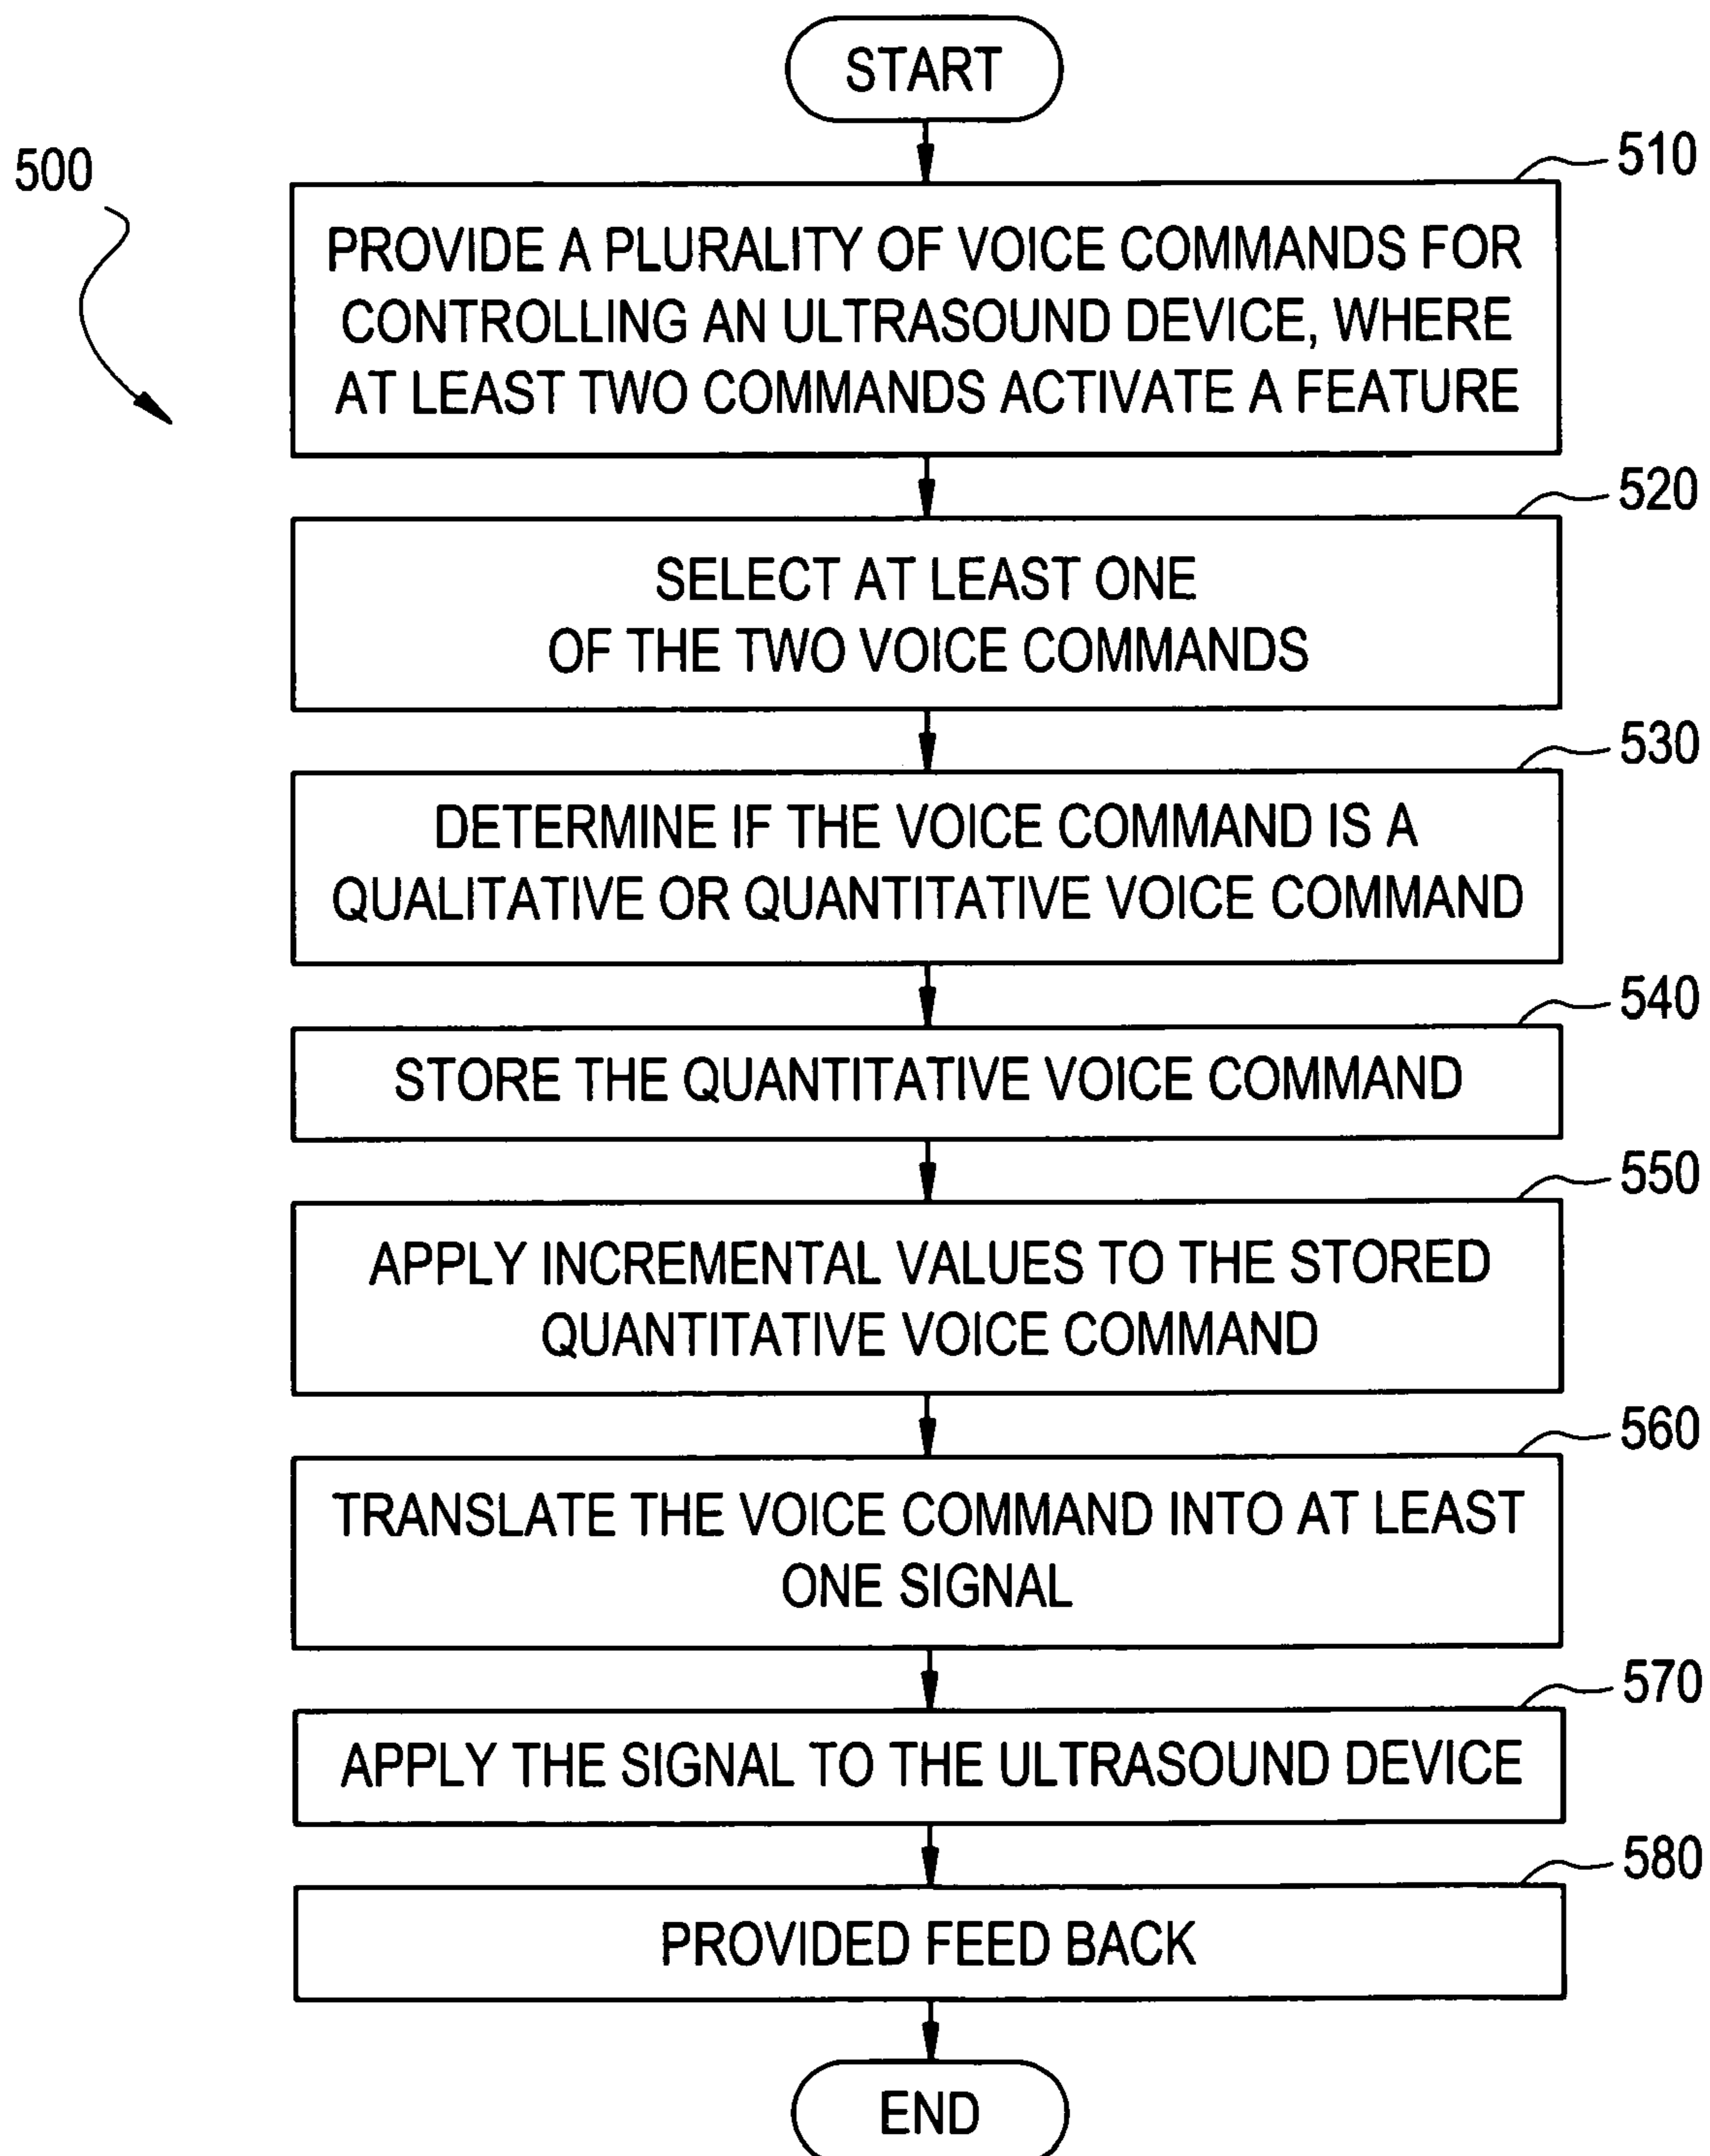 START
500
510
PROVIDE A PLURALITY OF VOICE COMMANDS FOR
CONTROLLING AN ULTRASOUND DEVICE, WHERE
AT LEAST TWO COMMANDS ACTIVATE A FEATURE
520
SELECT AT LEAST ONE
OF THE TWO VOICE COMMANDS
530
DETERMINE IF THE VOICE COMMAND IS A
QUALITATIVE OR QUANTITATIVE VOICE COMMAND
540
STORE THE QUANTITATIVE VOICE COMMAND
550
APPLY INCREMENTAL VALUES TO THE STORED
QUANTITATIVE VOICE COMMAND
560
TRANSLATE THE VOICE COMMAND INTO AT LEAST
ONE SIGNAL
570
APPLY THE SIGNAL TO THE ULTRASOUND DEVICE
580
PROVIDED FEED BACK
END